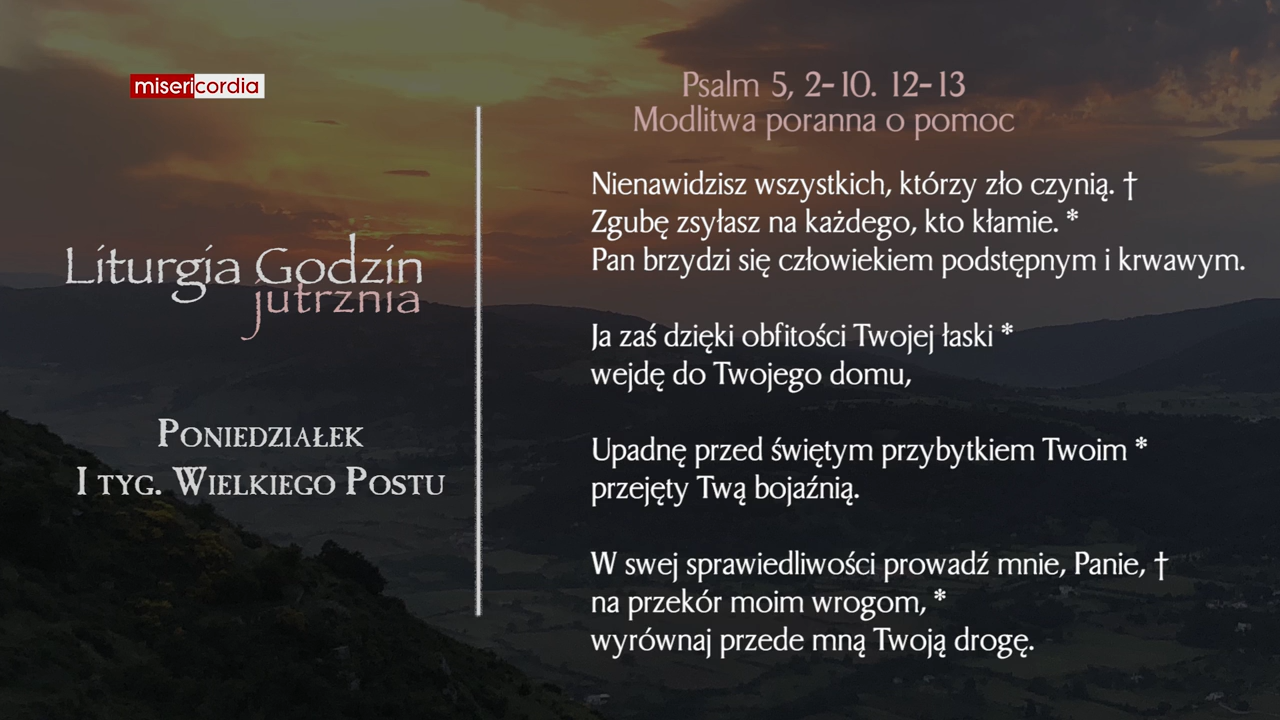 misericordia
Liturgia Godzin
jutrznia
Poniedziałek
I tyg. Wielkiego Postu
Psalm 5, 2-10. 12-13
Modlitwa poranna o pomoc
Nienawidzisz wszystkich, którzy zło czynią. †
Zgubę zsyłasz na każdego, kto kłamie. *
Pan brzydzi się człowiekiem podstępnym i krwawym.
Ja zaś dzięki obfitości Twojej łaski *
wejdę do Twojego domu,
Upadnę przed świętym przybytkiem Twoim *
przejęty Twą bojaźnią.
W swej sprawiedliwości prowadź mnie, Panie, †
na przekór moim wrogom, *
wyrównaj przede mną Twoją drogę.